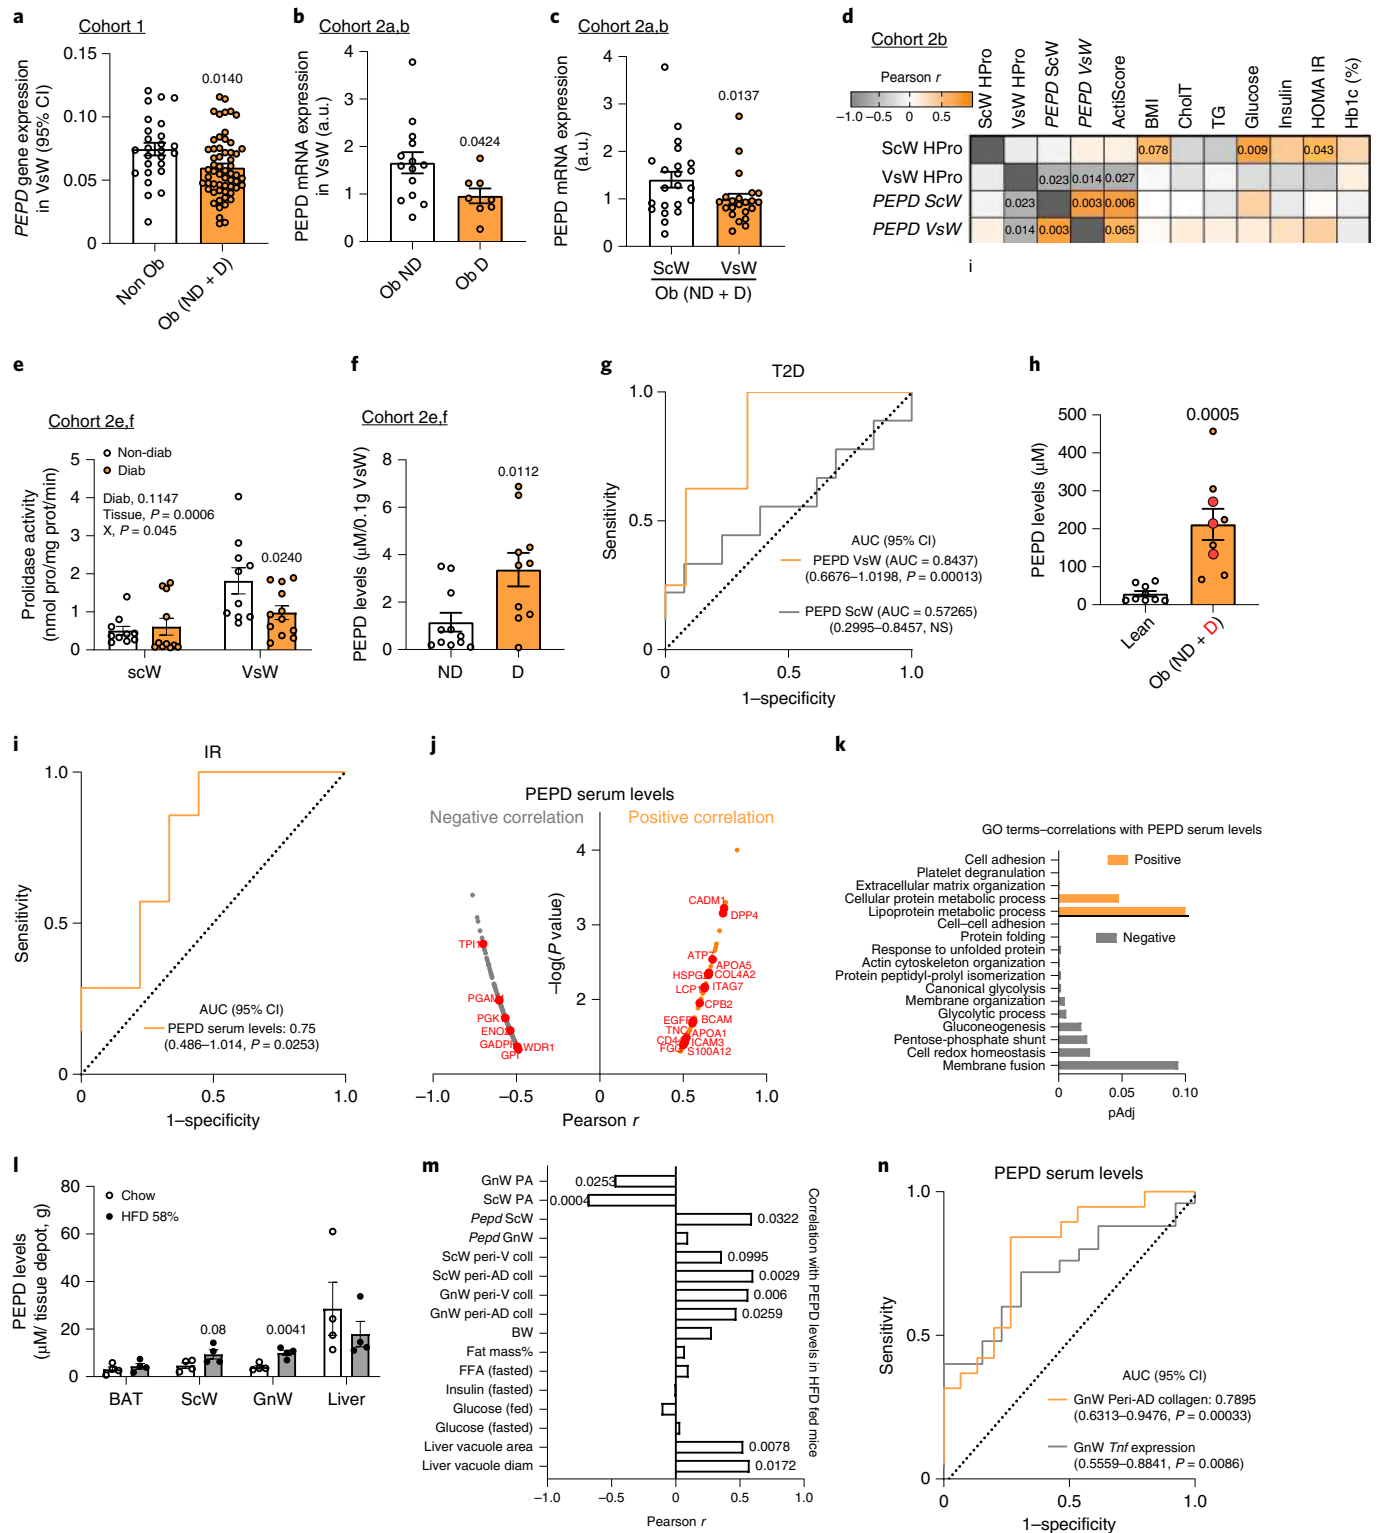 a
Cohort 1
PEPD gene expression
in VsW (95% CI)
0.15
0.10
0.05
0
0.0140
Non Ob
Ob (ND + D)
b
Cohort 2a,b
PEPD mRNA expression
in VsW (a.u.)
4
3
2
1
0
0.0424
Ob ND
Ob D
c
Cohort 2a,b
PEPD mRNA expression
(a.u.)
4
3
2
1
0
0.0137
ScW
VsW
Ob (ND + D)
d
Cohort 2b
Pearson r
−1.0
−0.5
0
0.5
ScW HPro
VsW HPro
PEPD ScW
PEPD VsW
ActiScore
BMI
CholT
TG
Glucose
Insulin
HOMA IR
Hb1c (%)
ScW HPro
0.078
0.009
0.043
VsW HPro
0.023
0.014
0.027
PEPD ScW
0.023
0.003
0.006
PEPD VsW
0.014
0.003
0.065
i
e
Cohort 2e,f
Non-diab
Diab
Diab, 0.1147
Tissue, P = 0.0006
X, P = 0.045
Prolidase activity
(nmol pro/mg prot/min)
5
4
3
2
1
0
0.0240
scW
VsW
f
Cohort 2e,f
PEPD levels (μM/0.1g VsW)
8
6
4
2
0
0.0112
ND
D
g
T2D
Sensitivity
1.0
0.5
0
AUC (95% CI)
PEPD VsW (AUC = 0.8437)
(0.6676–1.0198, P = 0.00013)
PEPD ScW (AUC = 0.57265)
(0.2995–0.8457, NS)
0
0.5
1.0
1–specificity
h
PEPD levels (μM)
500
400
300
200
100
0
0.0005
Lean
Ob (ND + D)
i
IR
Sensitivity
1.0
0.5
0
AUC (95% CI)
PEPD serum levels: 0.75
(0.486–1.014, P = 0.0253)
0
0.5
1.0
1–specificity
j
PEPD serum levels
Negative correlation
Positive correlation
−log(P value)
4
3
2
CADM1
DPP4
TPI1
ATP7
APOA5
HSPG2
COL4A2
LCP1
ITAG7
PGAM1
CPB2
PGK1
EGFR
BCAM
ENO2
TNC
APOA1
GADPH
WDR1
CD44
ICAM3
GPI
S100A12
−1.0
−0.5
0
0.5
1.0
Pearson r
k
GO terms–correlations with PEPD serum levels
Cell adhesion
Positive
Platelet degranulation
Extracellular matrix organization
Cellular protein metabolic process
Lipoprotein metabolic process
Cell–cell adhesion
Protein folding
Negative
Response to unfolded protein
Actin cytoskeleton organization
Protein peptidyl-prolyl isomerization
Canonical glycolysis
Membrane organization
Glycolytic process
Gluconeogenesis
Pentose-phosphate shunt
Cell redox homeostasis
Membrane fusion
0
0.05
0.10
pAdj
l
PEPD levels
(μM/ tissue depot, g)
80
60
40
20
0
Chow
HFD 58%
0.08
0.0041
BAT
ScW
GnW
Liver
m
GnW PA
0.0253
ScW PA
0.0004
Pepd ScW
0.0322
Pepd GnW
ScW peri-V coll
0.0995
ScW peri-AD coll
0.0029
GnW peri-V coll
0.006
GnW peri-AD coll
0.0259
BW
Fat mass%
FFA (fasted)
Insulin (fasted)
Glucose (fed)
Glucose (fasted)
Liver vacuole area
0.0078
Liver vacuole diam
0.0172
−1.0
−0.5
0
0.5
1.0
Pearson r
Correlation with PEPD levels in HFD fed mice
n
PEPD serum levels
Sensitivity
1.0
0.5
0
AUC (95% CI)
GnW Peri-AD collagen: 0.7895
(0.6313–0.9476, P = 0.00033)
GnW Tnf expression
(0.5559–0.8841, P = 0.0086)
0
0.5
1.0
1–specificity